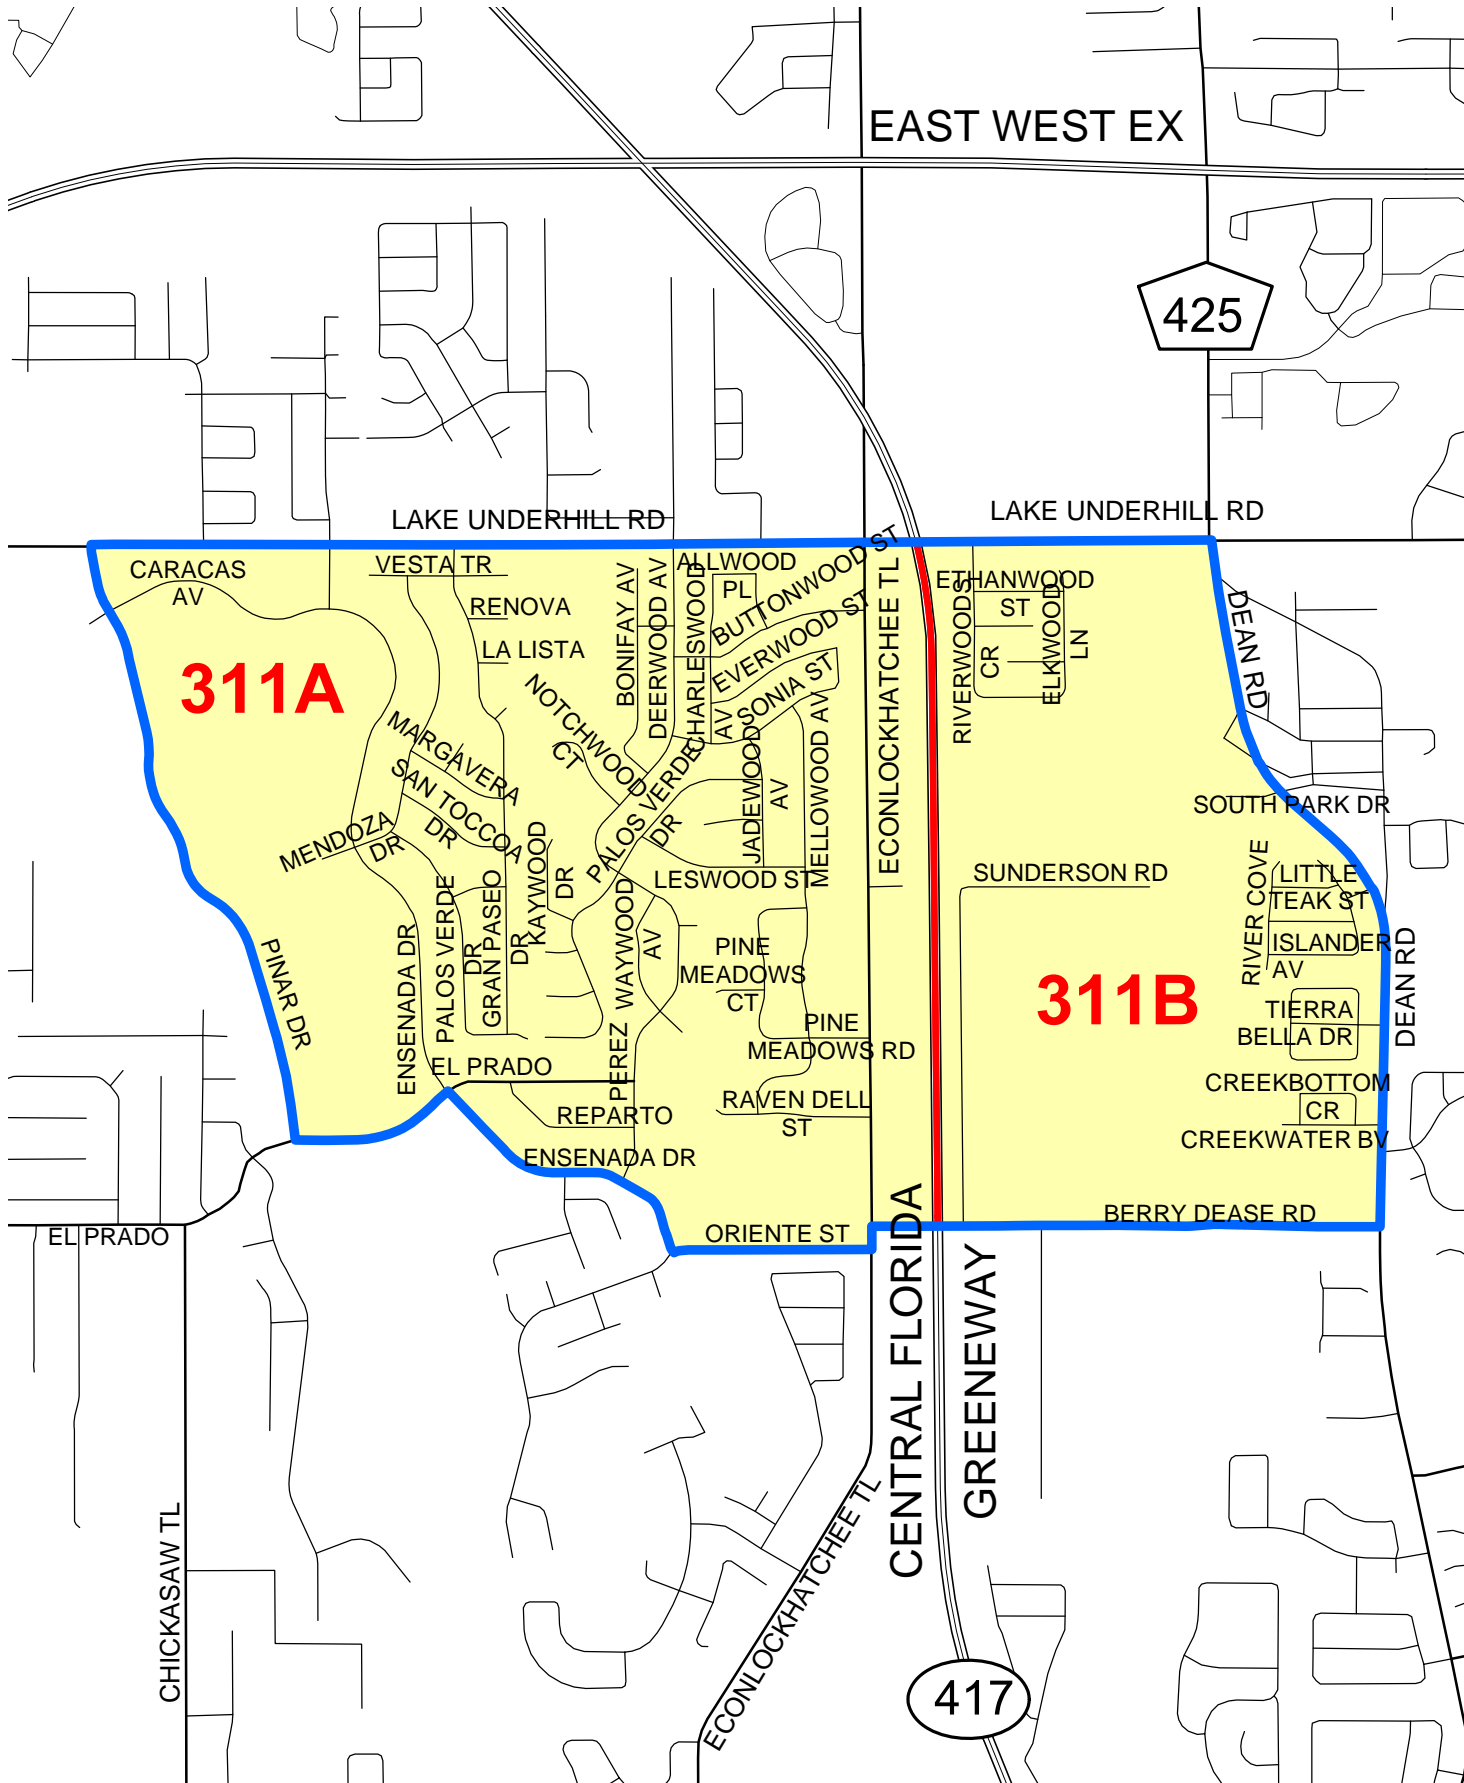 EAST WEST EX
425
LAKE UNDERHILL RD
LAKE UNDERHILL RD
CARACAS
AV
VESTA TR
RENOVA
LA LISTA
BONIFAY AV
DEERWOOD AV
CHARLESWOOD
AV
ALLWOOD
PL
BUTTONWOOD ST
EVERWOOD ST
SONIA ST
ECONLOCKHATCHEE TL
ETHANWOOD
ST
RIVERWOODS
CR
ELKWOOD
LN
DEAN RD
311A
NOTCHWOOD
CT
MARGAVERA
SAN TOCCOA
DR
MENDOZA
DR
PALOS VERDE
DR
JADEWOOD
AV
MELLOWOOD AV
SOUTH PARK DR
KAYWOOD
DR
LESWOOD ST
SUNDERSON RD
RIVER COVE
AV
LITTLE
TEAK ST
ISLANDER
PINAR DR
ENSENADA DR
PALOS VERDE
DR
GRAN PASEO
DR
WAYWOOD
AV
PEREZ
PINE
MEADOWS
CT
311B
DEAN RD
TIERRA
BELLA DR
PINE
MEADOWS RD
EL PRADO
REPARTO
RAVEN DELL
ST
CREEKBOTTOM
CR
CREEKWATER BV
ENSENADA DR
ORIENTE ST
BERRY DEASE RD
EL PRADO
CENTRAL FLORIDA
GREENEWAY
CHICKASAW TL
ECONLOCKHATCHEE TL
417